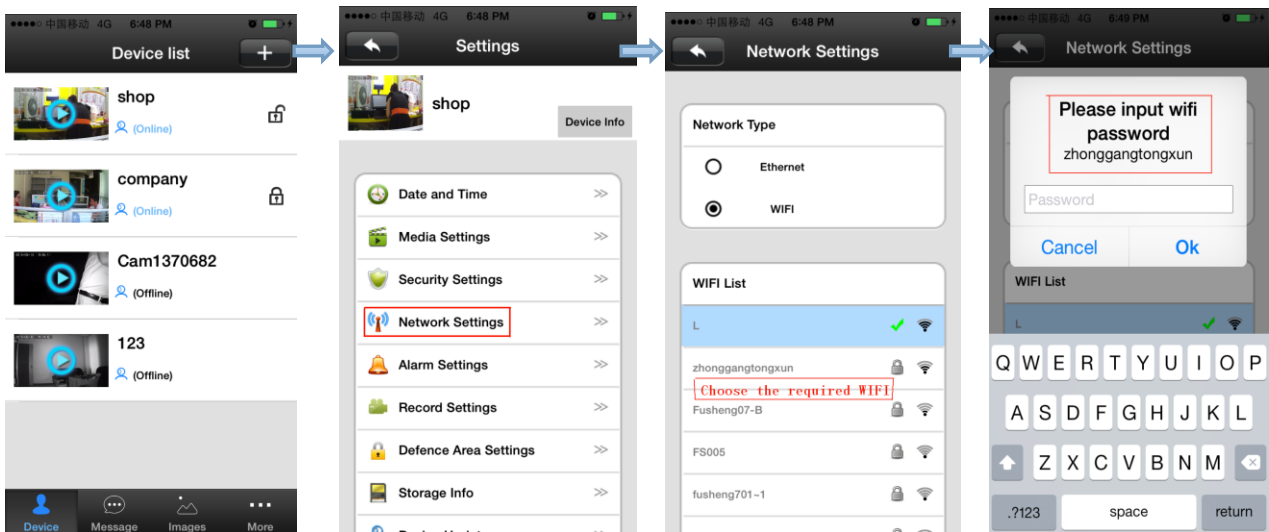 中国移动 4G 6:48 PM
Device list
+
shop
(Online)
company
(Online)
Cam1370682
(Offline)
123
(Offline)
Device Message Images More
中国移动 4G 6:48 PM
Settings
shop
Device Info
Date and Time
Media Settings
Security Settings
Network Settings
Alarm Settings
Record Settings
Defence Area Settings
Storage Info
中国移动 4G 6:48 PM
Network Settings
Network Type
Ethernet
WIFI
WIFI List
L
zhonggangtongxun
Choose the required WIFI
Fusheng07-B
FS005
fusheng701~1
中国移动 4G 6:49 PM
Network Settings
Please input wifi
password
zhonggangtongxun
Password
Cancel Ok
WIFI List
L
Q W E R T Y U I O P
A S D F G H J K L
Z X C V B N M
.?123 space return